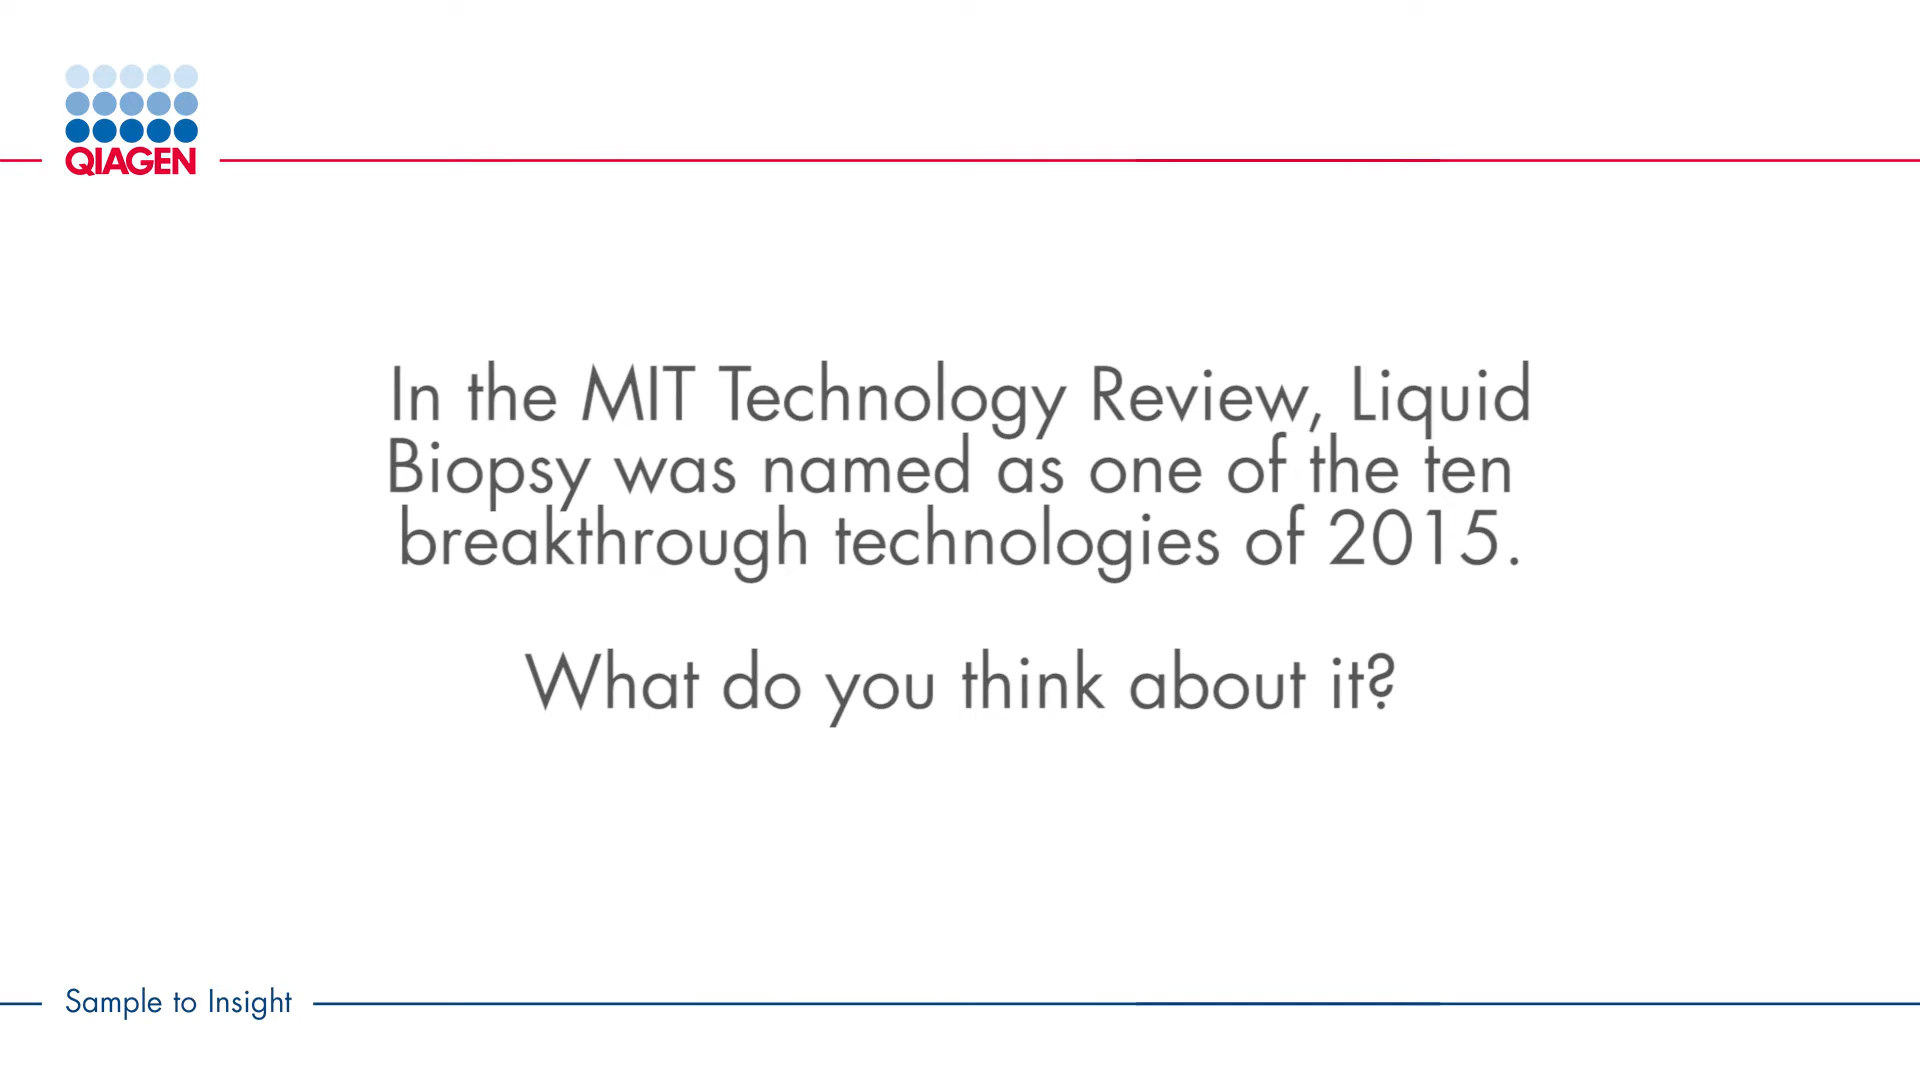 QIAGEN
In the MIT Technology Review, Liquid
Biopsy was named as one of the ten
breakthrough technologies of 2015.
What do you think about it?
Sample to Insight